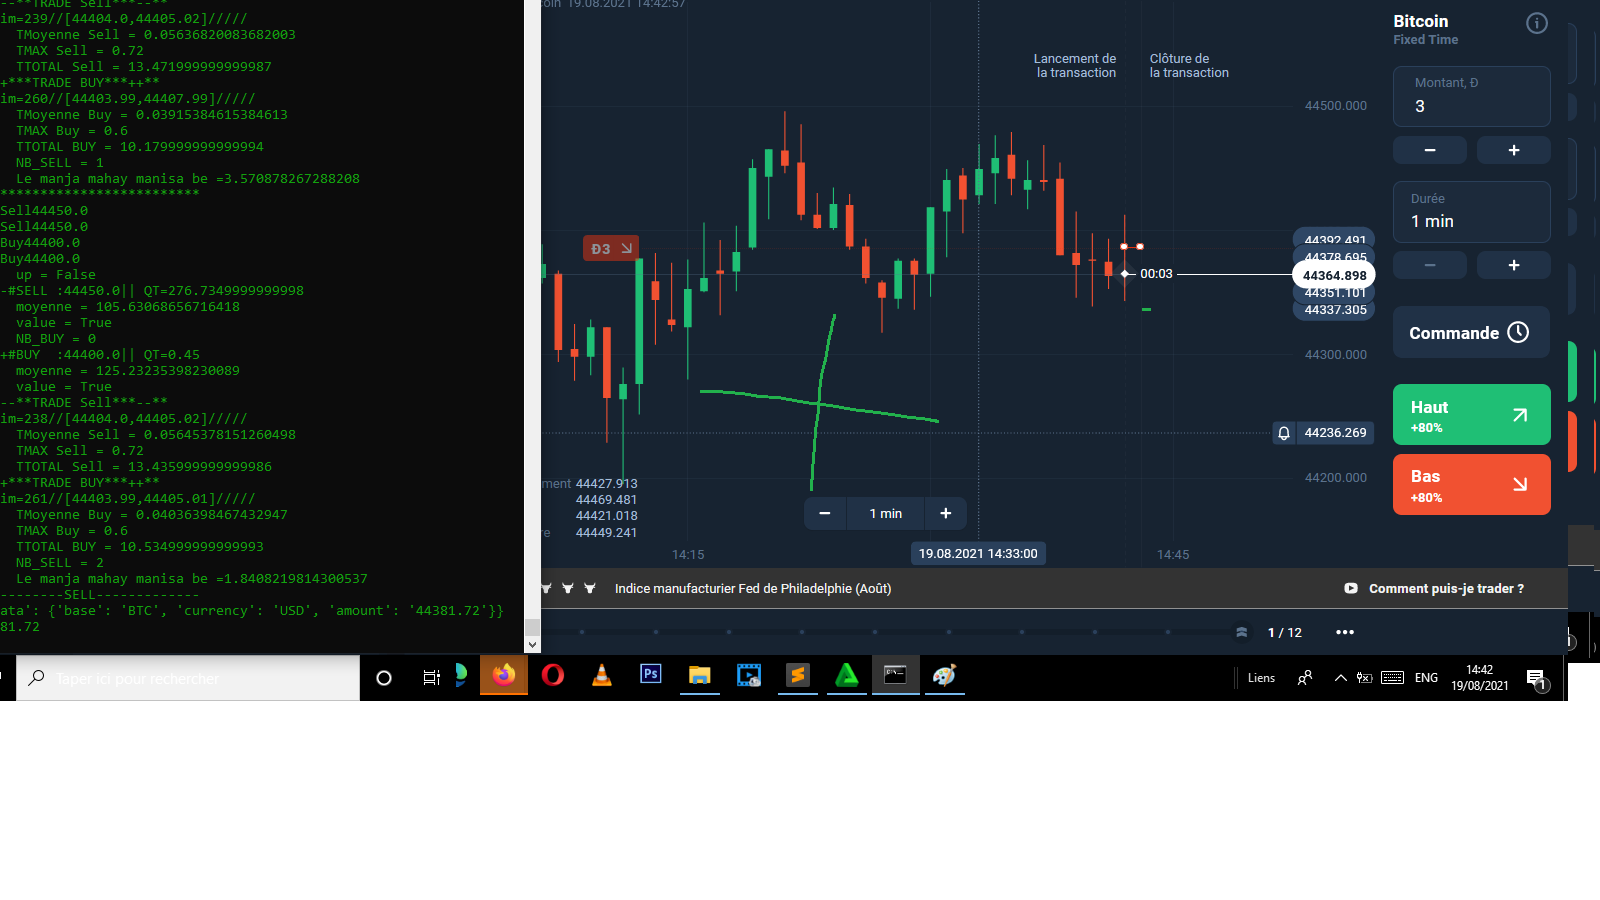 --**TRADE Sell***--**
im=239//[44404.0,44405.02]/////
TMoyenne Sell = 0.05636820083682003
TMAX Sell = 0.72
TTOTAL Sell = 13.471999999999987
+***TRADE BUY***++**
im=260//[44403.99,44407.99]/////
TMoyenne Buy = 0.03915384615384613
TMAX Buy = 0.6
TTOTAL BUY = 10.179999999999994
NB_SELL = 1
Le manja mahay manisa be =3.570878267288208
*************************
Sell44450.0
Sell44450.0
Buy44400.0
Buy44400.0
up = False
-#SELL :44450.0|| QT=276.7349999999998
moyenne = 105.63068656716418
value = True
NB_BUY = 0
+#BUY  :44400.0|| QT=0.45
moyenne = 125.23235398230089
value = True
--**TRADE Sell***--**
im=238//[44404.0,44405.02]/////
TMoyenne Sell = 0.05645378151260498
TMAX Sell = 0.72
TTOTAL Sell = 13.435999999999986
+***TRADE BUY***++**
im=261//[44403.99,44405.01]/////
TMoyenne Buy = 0.04036398467432947
TMAX Buy = 0.6
TTOTAL BUY = 10.534999999999993
NB_SELL = 2
Le manja mahay manisa be =1.8408219814300537
--------SELL-------------
ata': {'base': 'BTC', 'currency': 'USD', 'amount': '44381.72'}}
81.72
coin 19.08.2021 14:42:57
Lancement de
la transaction
Clôture de
la transaction
44500.000
Đ3
44392.491
44378.695
00:03
44364.898
44351.101
44337.305
44300.000
44236.269
44200.000
ment 44427.913
44469.481
44421.018
re 44449.241
− 1 min +
14:15
19.08.2021 14:33:00
14:45
Bitcoin
Fixed Time
Montant, Đ
3
− +
Durée
1 min
− +
Commande
Haut
+80%
Bas
+80%
Indice manufacturier Fed de Philadelphie (Août)
Comment puis-je trader ?
1 / 12
•••
Taper ici pour rechercher
Ps
Liens
ENG
14:42
19/08/2021
1